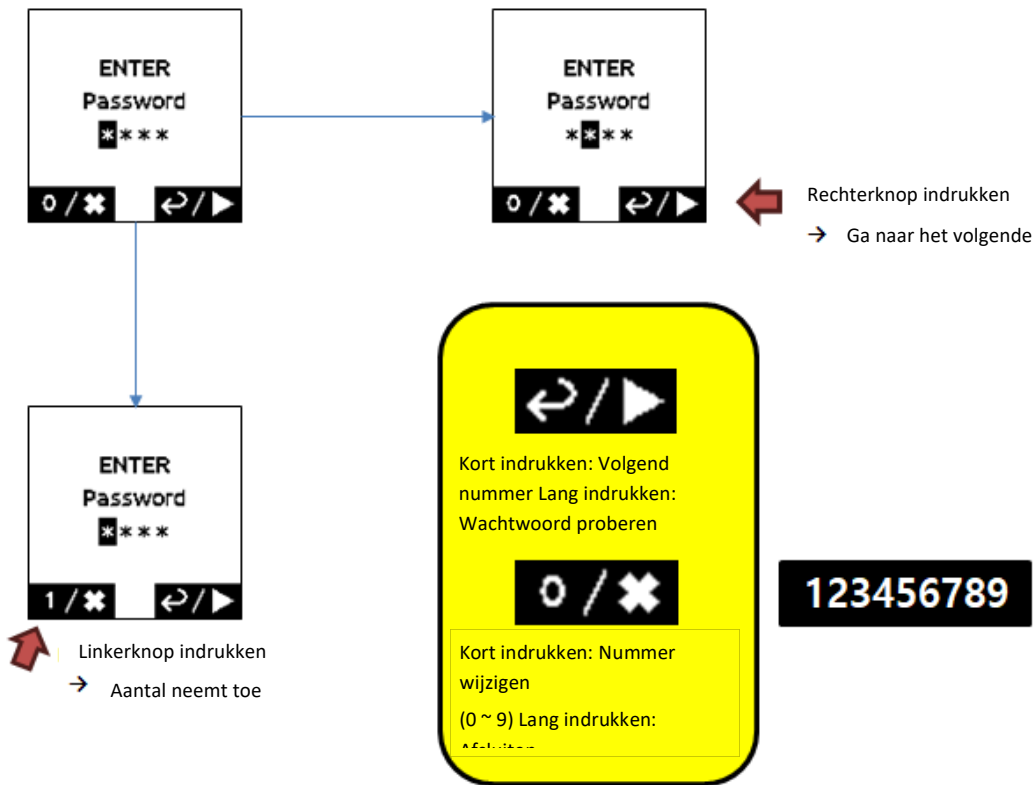 ENTER
Password
****
0 / ✖ ↩/▶
ENTER
Password
****
0 / ✖ ↩/▶
Rechterknop indrukken
→ Ga naar het volgende
ENTER
Password
****
1 / ✖ ↩/▶
Linkerknop indrukken
→ Aantal neemt toe
↩/▶
Kort indrukken: Volgend
nummer Lang indrukken:
Wachtwoord proberen
0 / ✖
Kort indrukken: Nummer
wijzigen
(0 ~ 9) Lang indrukken:
123456789